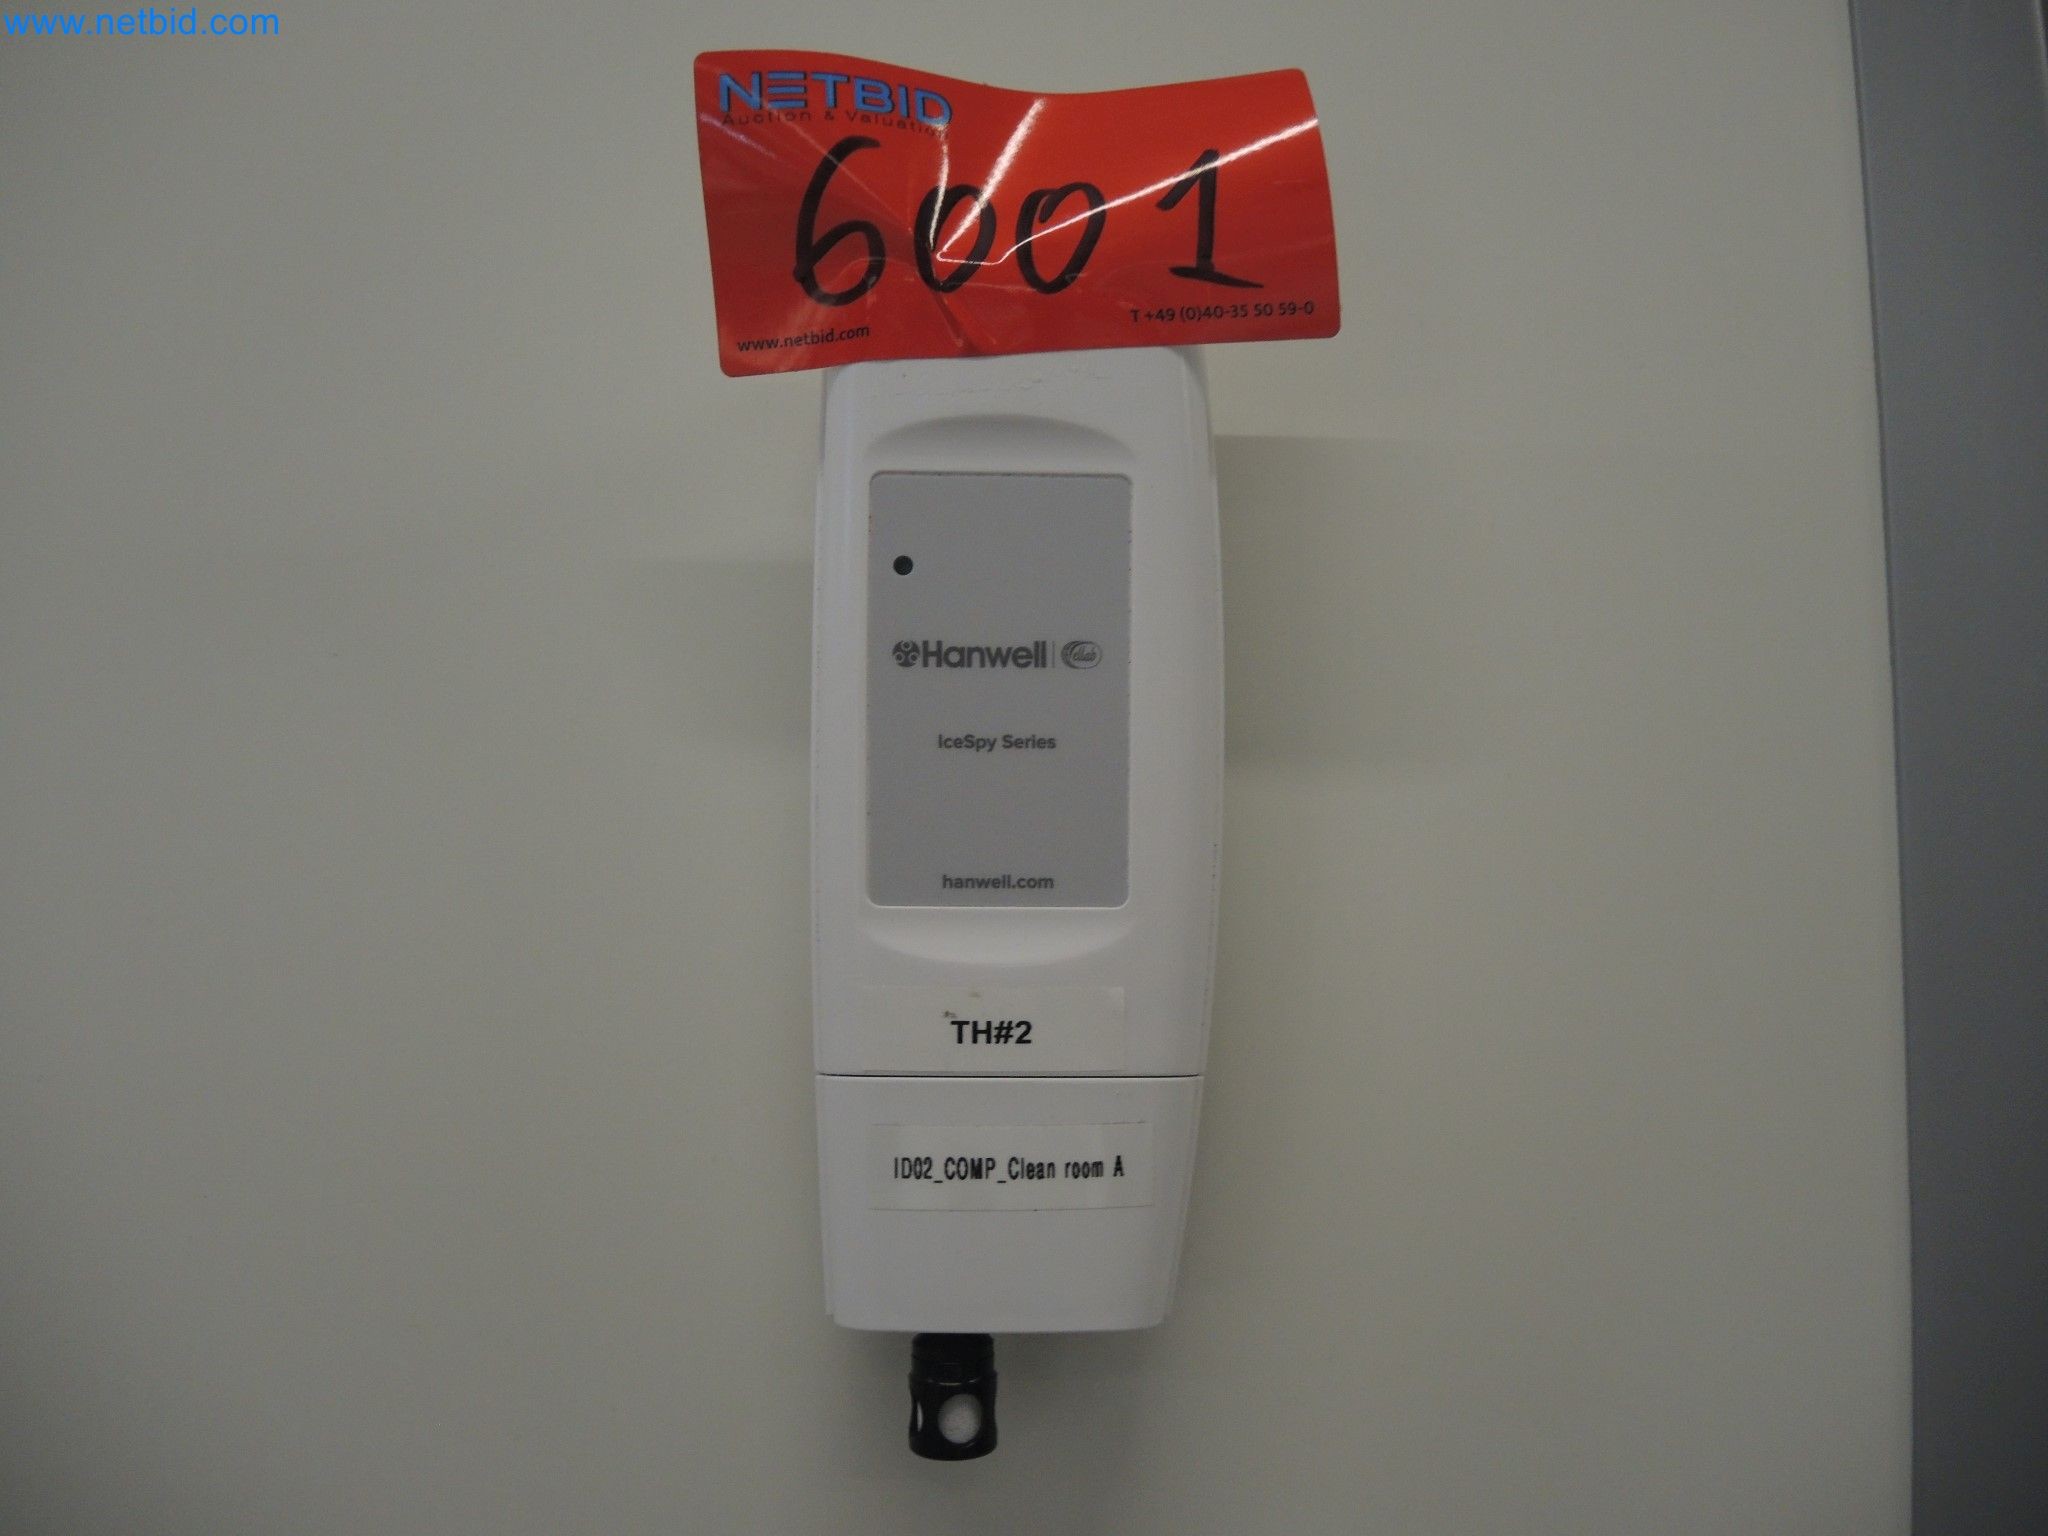 www.netbid.com
NETBID
Auction & Valuation
6001
www.netbid.com
T +49 (0)40-35 50 59-0
Hanwell ellab
IceSpy Series
hanwell.com
TH#2
ID02_COMP_Clean room A